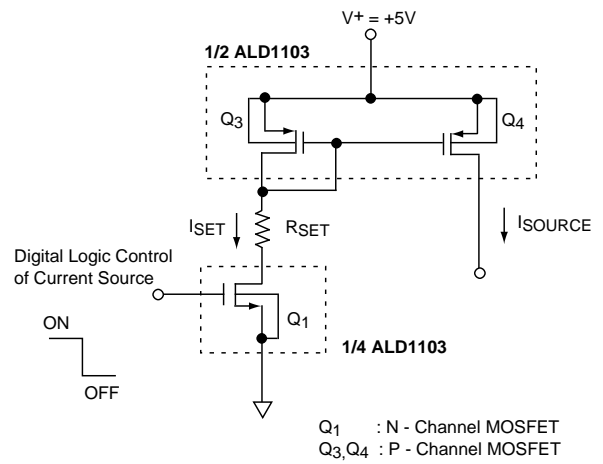 V+ = +5V
1/2 ALD1103
Q3
Q4
ISET
RSET
ISOURCE
Digital Logic Control
of Current Source
Q1
ON
OFF
1/4 ALD1103
Q1 : N - Channel MOSFET
Q3,Q4 : P - Channel MOSFET